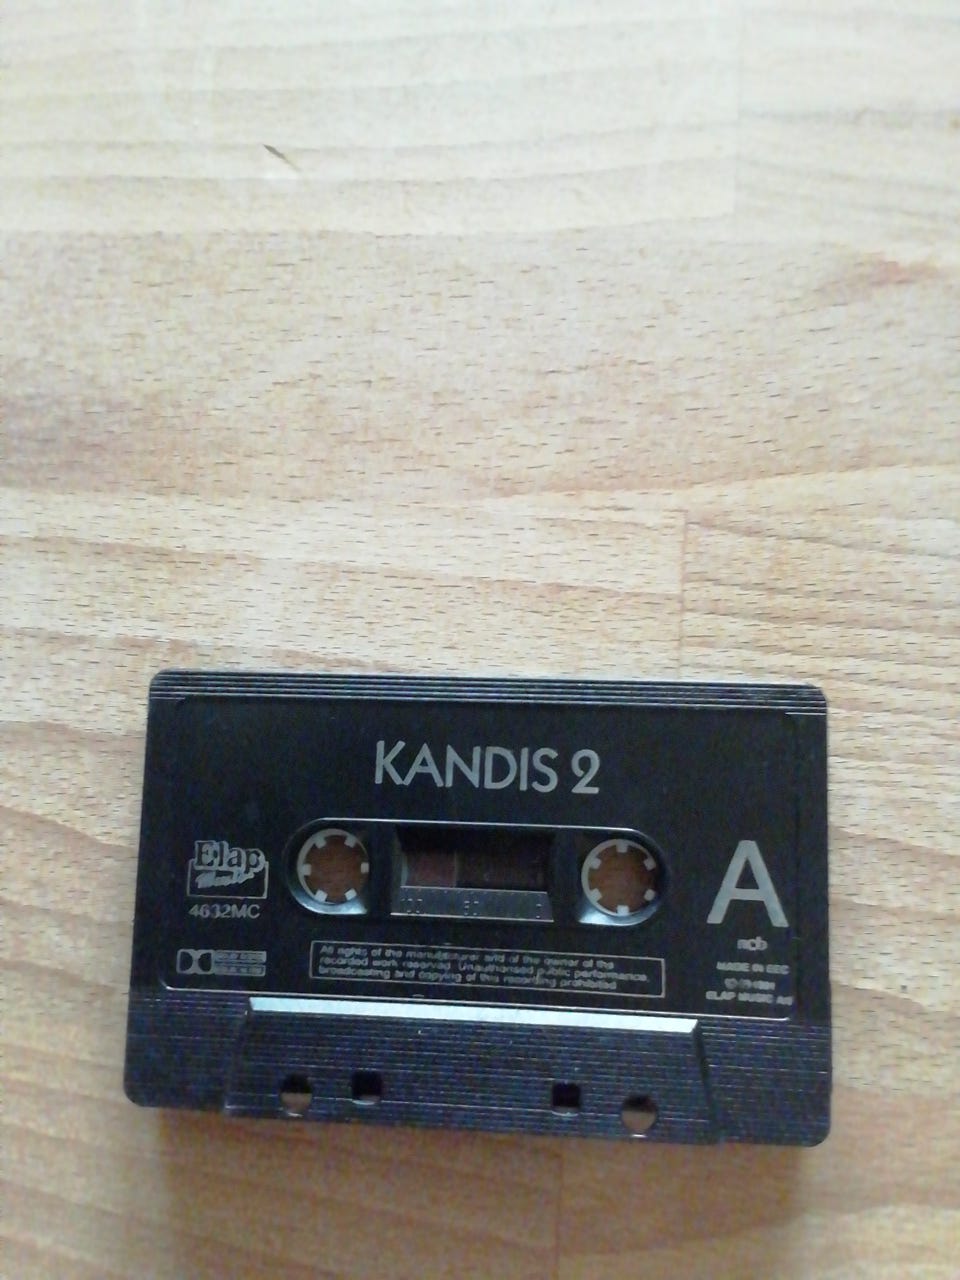 KANDIS 2
Elap
Music
4632MC
A
ncb
MADE IN EEC
ELAP MUSIC A/S
All rights of the manufacturer and of the owner of the
recorded work reserved. Unauthorised public performance,
broadcasting and copying of this recording prohibited